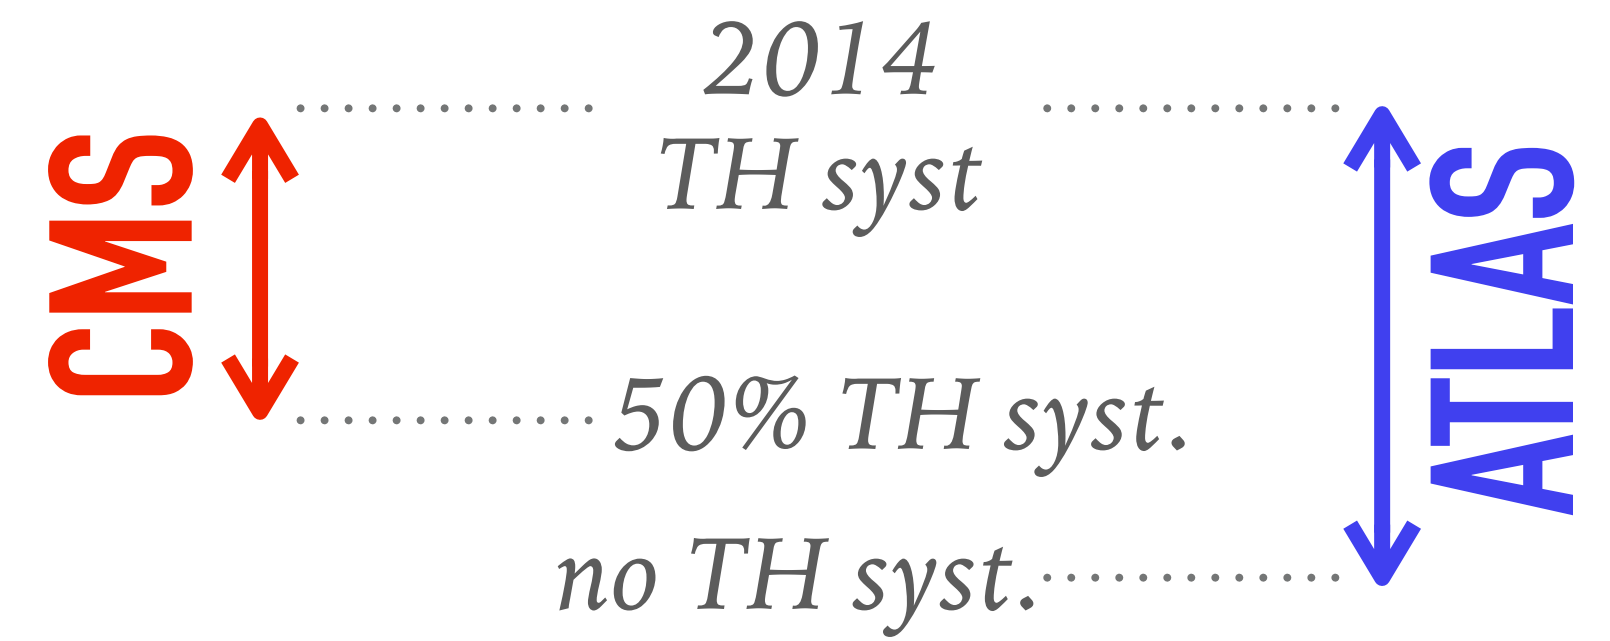 2014
TH syst
CMS
50% TH syst.
ATLAS
no TH syst.